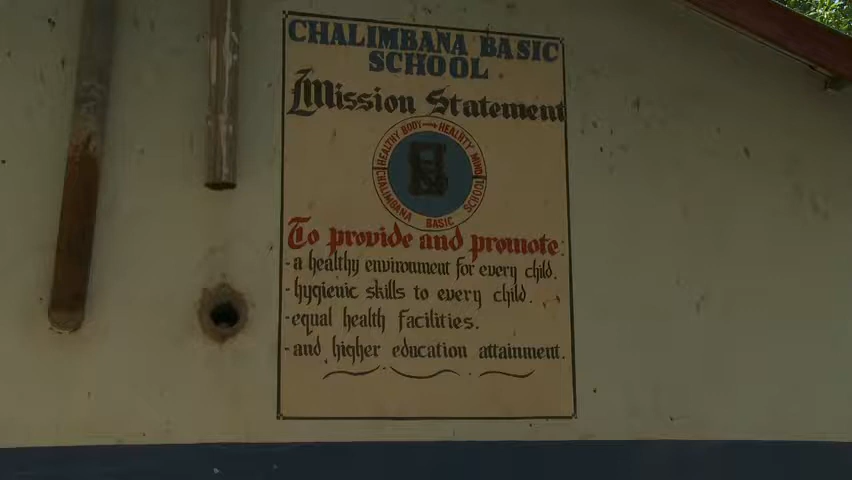 CHALIMBANA BASIC
SCHOOL
Mission Statement
HEALTHY BODY HEALHTY MIND
CHALIMBANA BASIC SCHOOL
To provide and promote:
-a healthy environment for every child.
-hygienic skills to every child.
-equal health facilities.
-and higher education attainment.